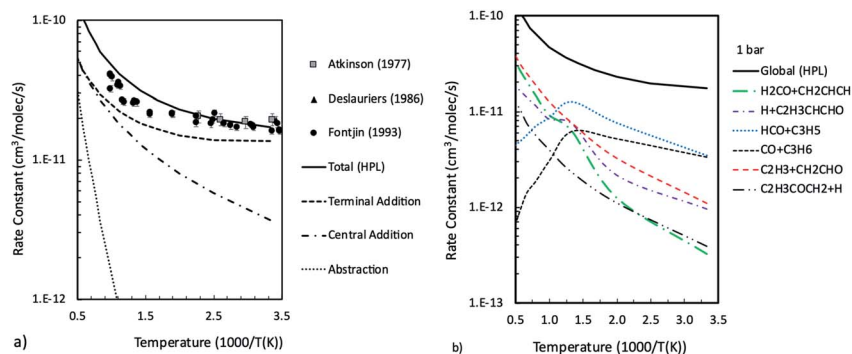 1.E-10
1.E-11
1.E-12
Rate Constant (cm³/molec/s)
0.5 1.5 2.5 3.5
Temperature (1000/T(K))
a)
Atkinson (1977)
Deslauriers (1986)
Fontjin (1993)
Total (HPL)
Terminal Addition
Central Addition
Abstraction
1.E-10
1.E-11
1.E-12
1.E-13
Rate Constant (cm³/molec/s)
0.5 1.0 1.5 2.0 2.5 3.0 3.5
Temperature (1000/T(K))
b)
1 bar
Global (HPL)
H2CO+CH2CHCH
H+C2H3CHCHO
HCO+C3H5
CO+C3H6
C2H3+CH2CHO
C2H3COCH2+H